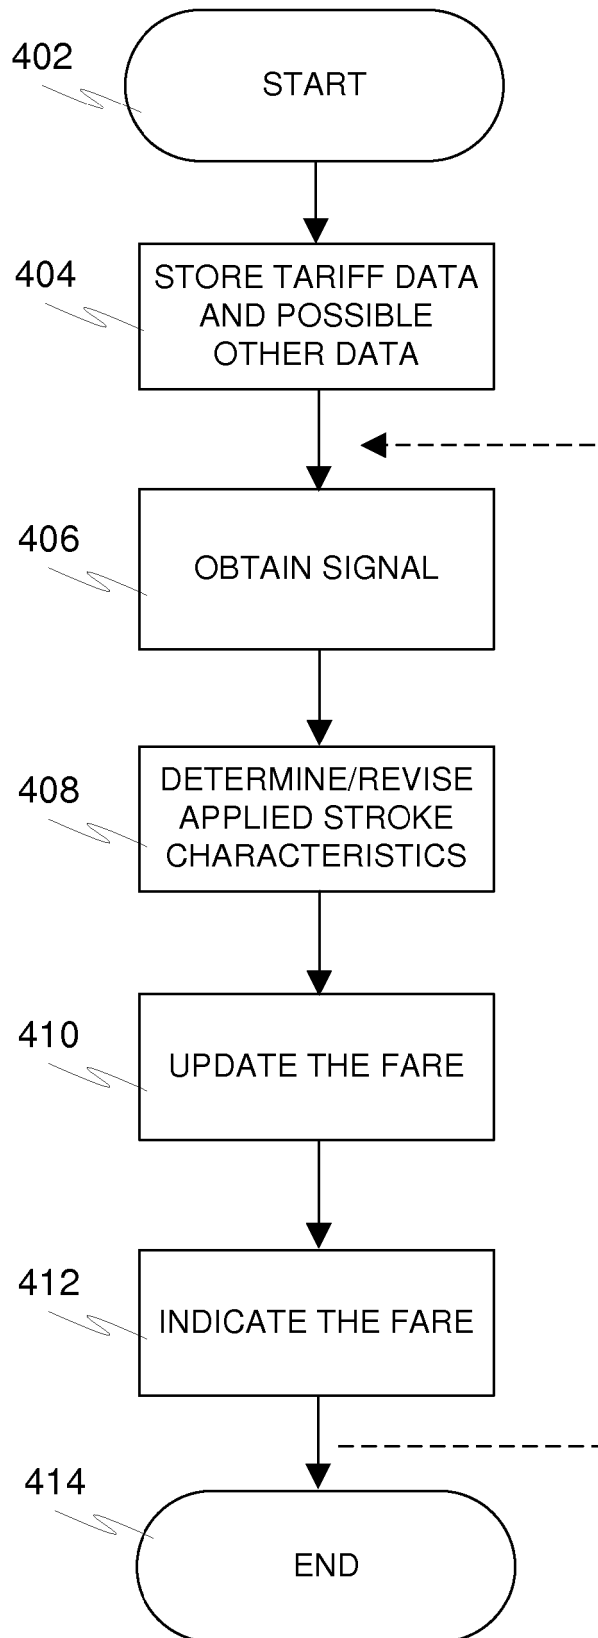 402
START
404
STORE TARIFF DATA
AND POSSIBLE
OTHER DATA
406
OBTAIN SIGNAL
408
DETERMINE/REVISE
APPLIED STROKE
CHARACTERISTICS
410
UPDATE THE FARE
412
INDICATE THE FARE
414
END